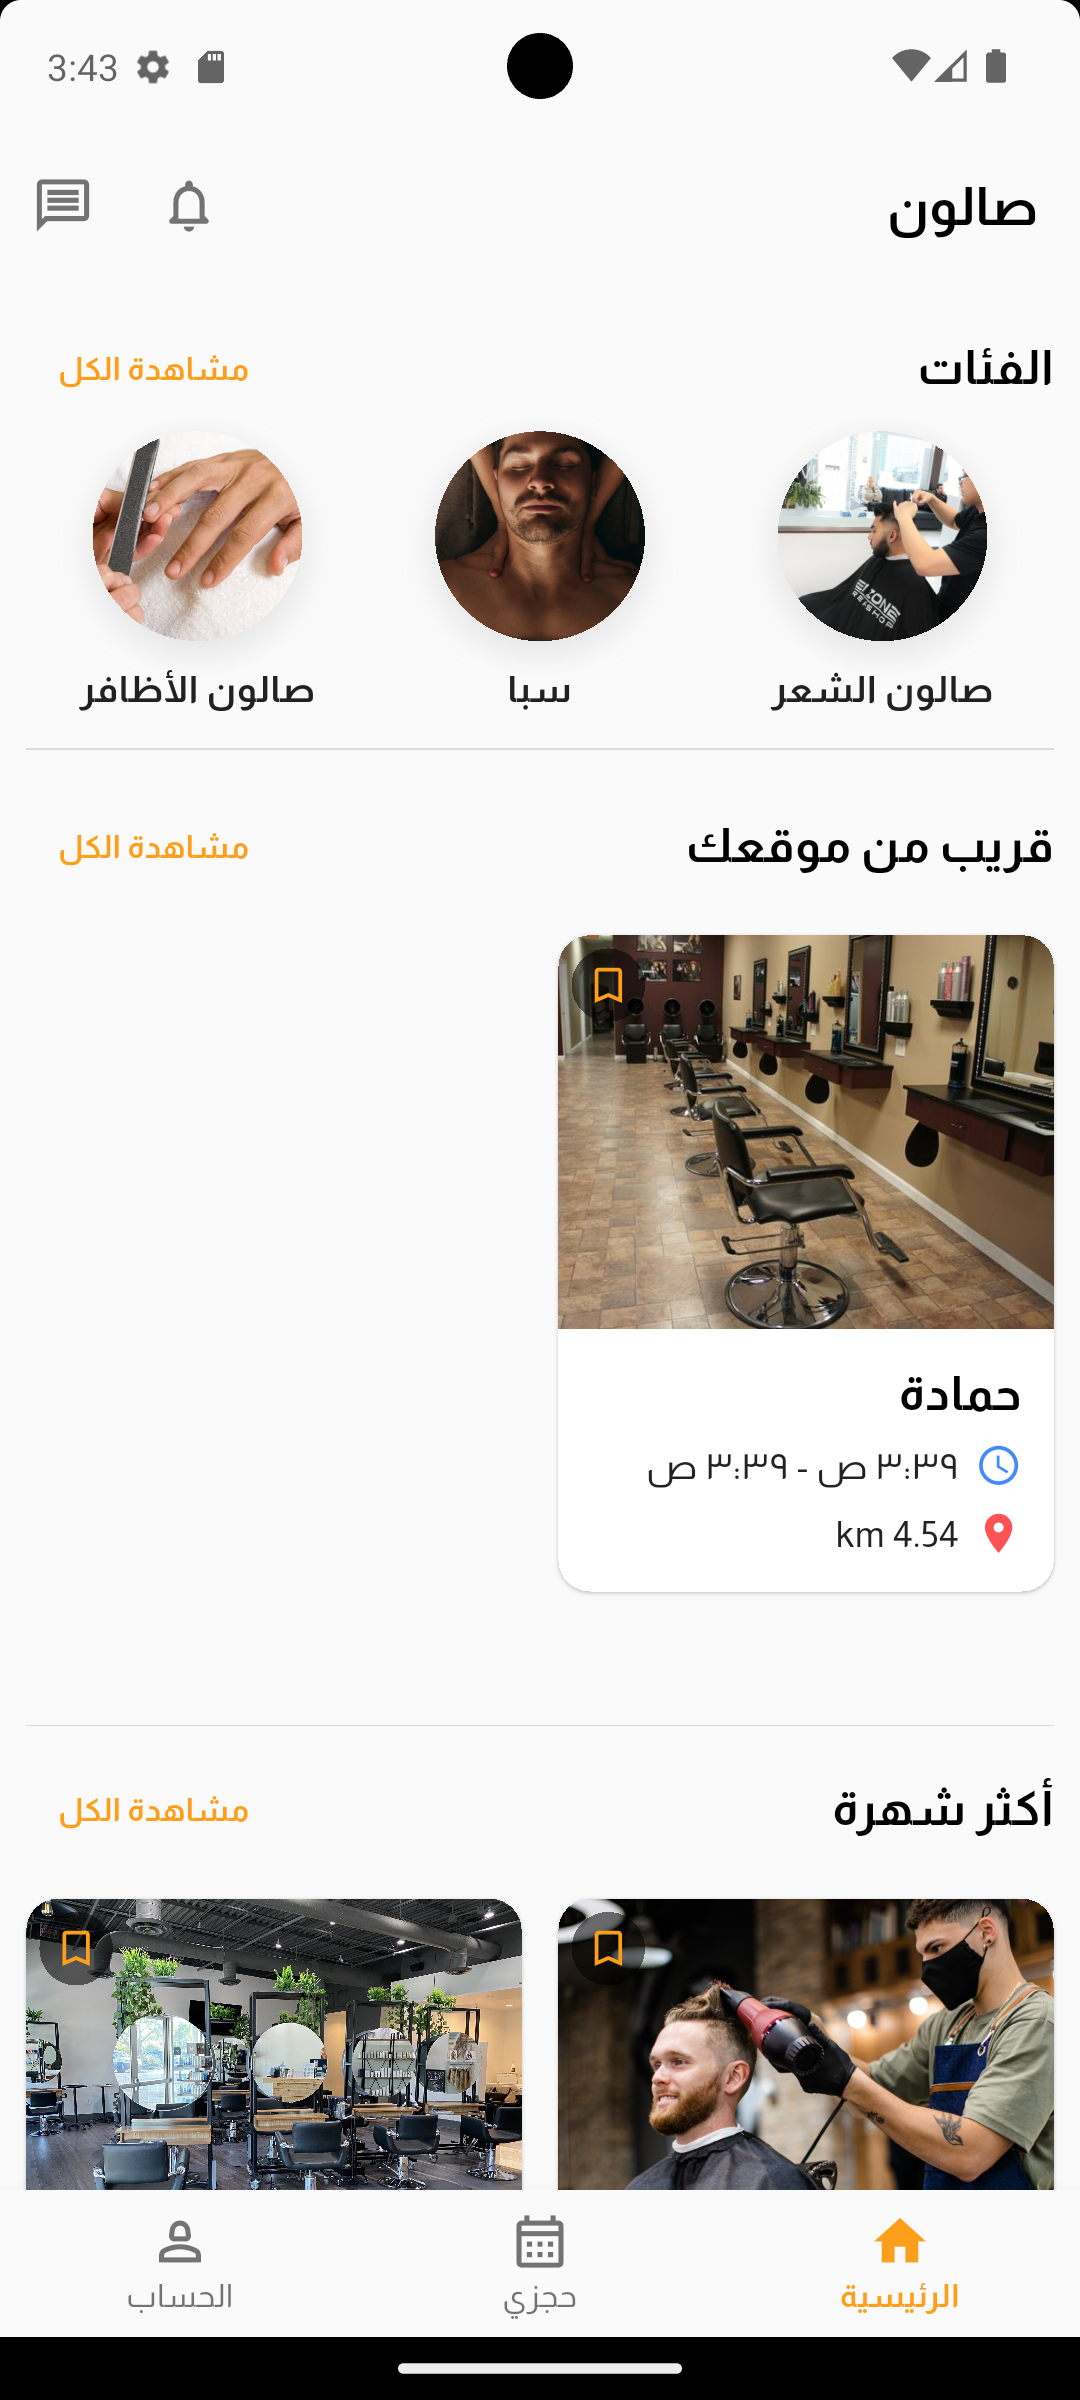 3:43
صالون
الفئات
مشاهدة الكل
صالون الشعر
سبا
صالون الأظافر
قريب من موقعك
مشاهدة الكل
حمادة
٣:٣٩ ص - ٣:٣٩ ص
4.54 km
أكثر شهرة
مشاهدة الكل
الرئيسية
حجزي
الحساب